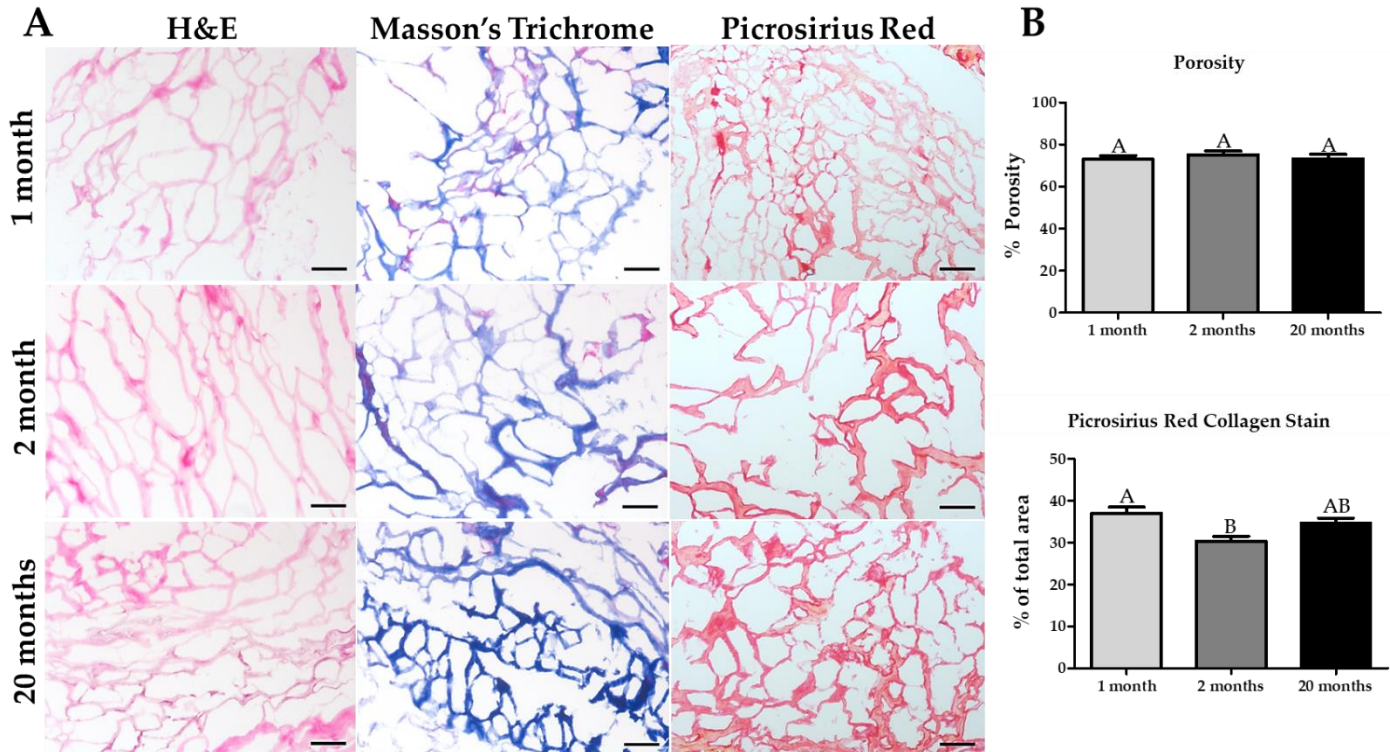 A
H&E
Masson's Trichrome
Picrosirius Red
1 month
2 month
20 months
B
Porosity
% Porosity
100
80
60
40
20
0
A
A
A
1 month
2 months
20 months
Picrosirius Red Collagen Stain
% of total area
50
40
30
20
10
0
A
B
AB
1 month
2 months
20 months